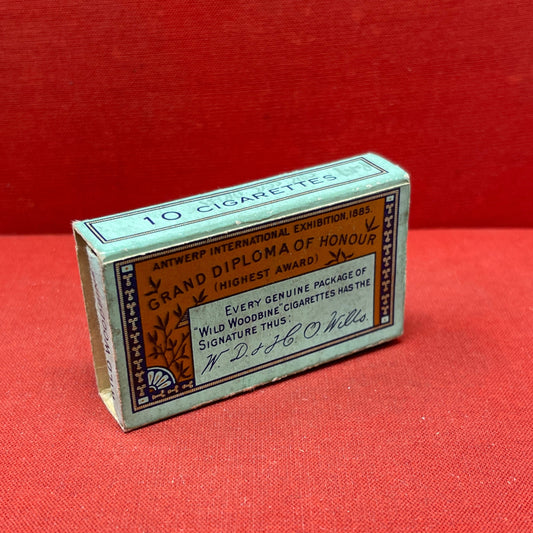 10 CIGARETTES
ANTWERP INTERNATIONAL EXHIBITION, 1885.
GRAND DIPLOMA OF HONOUR
(HIGHEST AWARD)
EVERY GENUINE PACKAGE OF
"WILD WOODBINE" CIGARETTES HAS THE
SIGNATURE THUS:
W. D. & H. O. Wills.